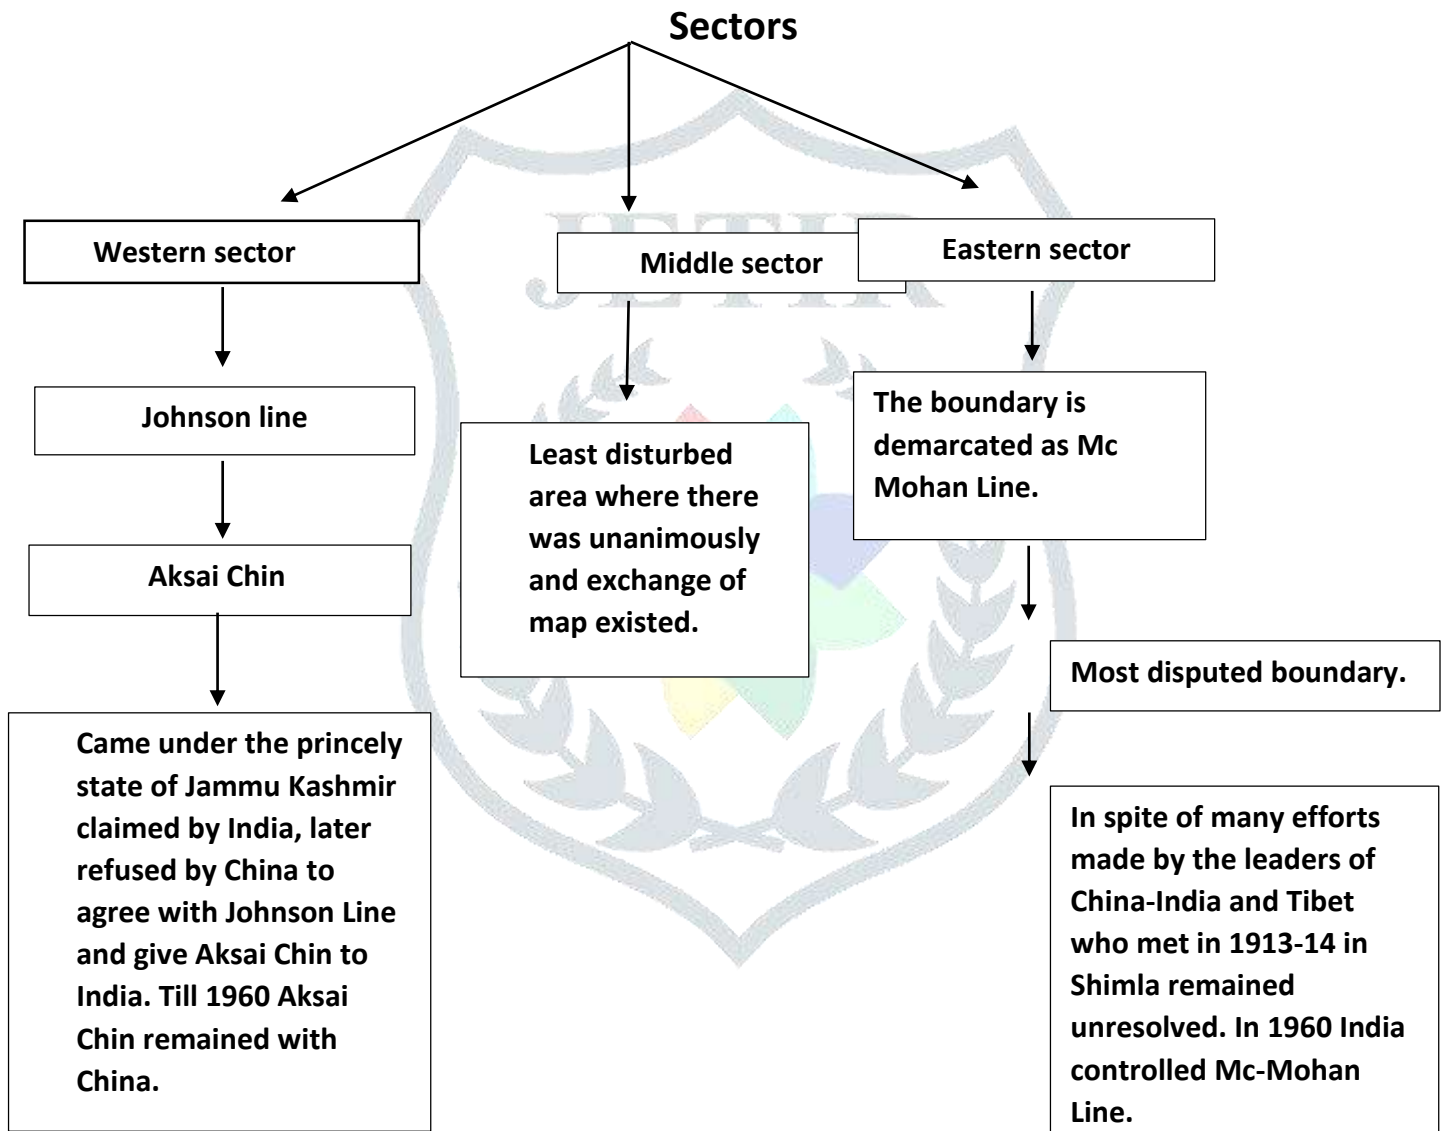 Sectors
JETIR
Western sector
Middle sector
Eastern sector
Johnson line
Aksai Chin
Came under the princely
state of Jammu Kashmir
claimed by India, later
refused by China to
agree with Johnson Line
and give Aksai Chin to
India. Till 1960 Aksai
Chin remained with
China.
Least disturbed
area where there
was unanimously
and exchange of
map existed.
The boundary is
demarcated as Mc
Mohan Line.
Most disputed boundary.
In spite of many efforts
made by the leaders of
China-India and Tibet
who met in 1913-14 in
Shimla remained
unresolved. In 1960 India
controlled Mc-Mohan
Line.